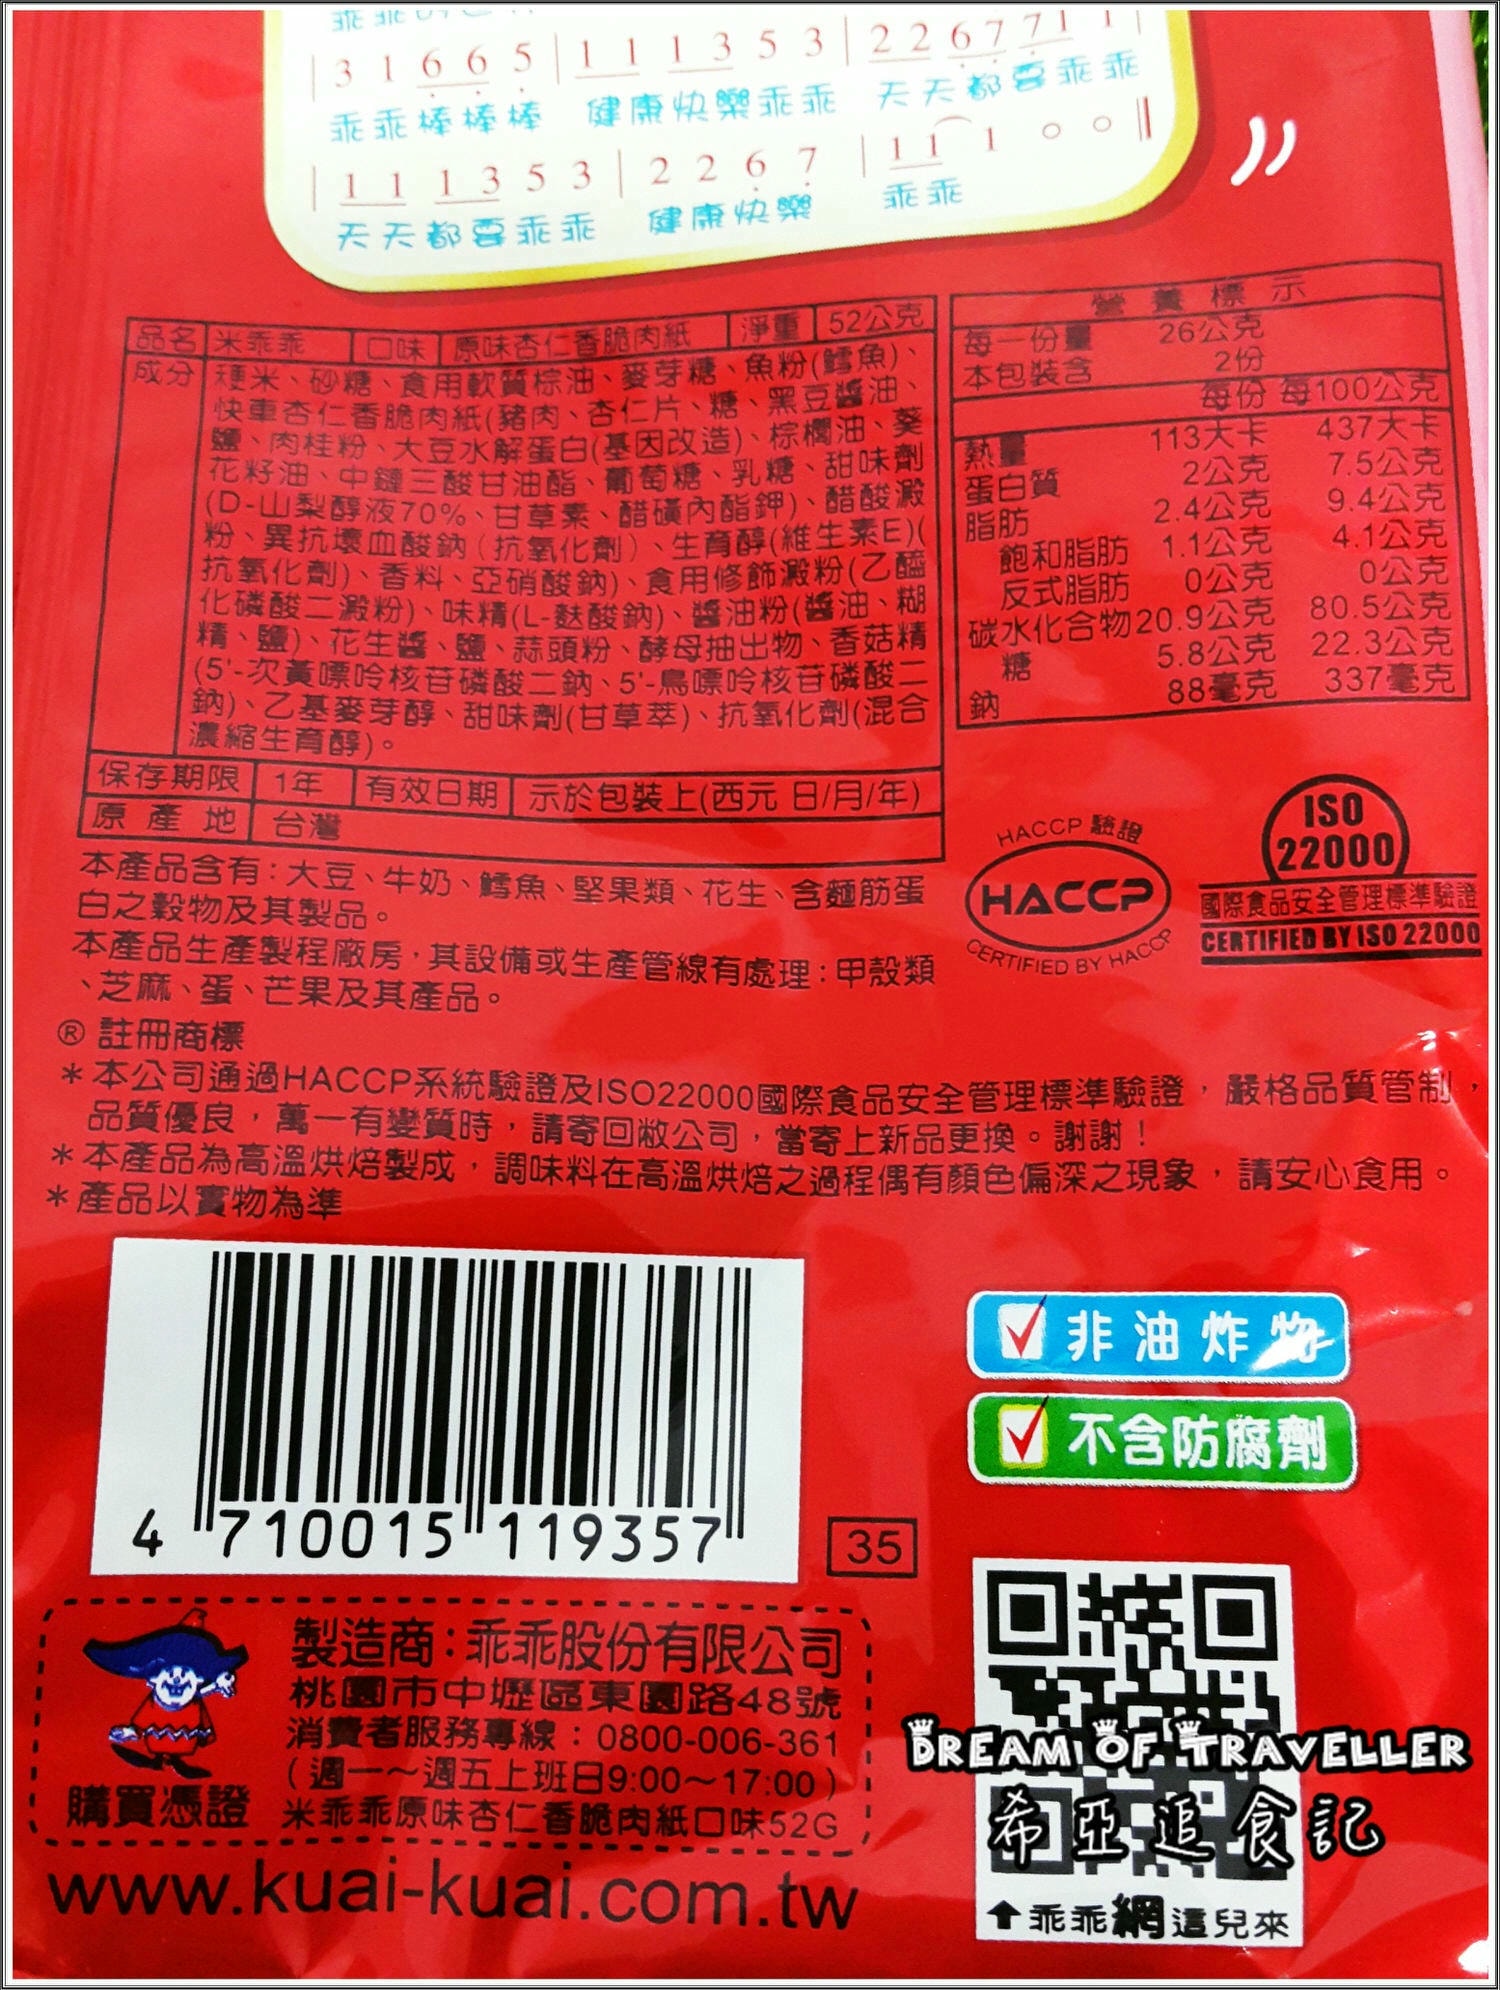 3 1 6 6 5 | 1 1 1 3 5 3 | 2 2 6 7 7 1 1
乖乖棒棒棒 健康快樂乖乖 天天都要乖乖
1 1 1 3 5 3 | 2 2 6 7 | 1 1 1 0 0
天天都要乖乖 健康快樂 乖乖
品名 米乖乖 口味 原味杏仁香脆肉紙 淨重 52公克
成分 稉米、砂糖、食用軟質棕油、麥芽糖、魚粉(鱈魚)、
快車杏仁香脆肉紙(豬肉、杏仁片、糖、黑豆醬油、
鹽、肉桂粉、大豆水解蛋白(基因改造)、棕櫚油、葵
花籽油、中鏈三酸甘油酯、葡萄糖、乳糖、甜味劑
(D-山梨醇液70%、甘草素、醋磺內酯鉀)、醋酸澱
粉、異抗壞血酸鈉(抗氧化劑)、生育醇(維生素E)(
抗氧化劑)、香料、亞硝酸鈉)、食用修飾澱粉(乙醯
化磷酸二澱粉)、味精(L-麩酸鈉)、醬油粉(醬油、糊
精、鹽)、花生醬、鹽、蒜頭粉、酵母抽出物、香菇精
(5'-次黃嘌呤核苷磷酸二鈉、5'-鳥嘌呤核苷磷酸二
鈉)、乙基麥芽醇、甜味劑(甘草萃)、抗氧化劑(混合
濃縮生育醇)。
保存期限 1年 有效日期 示於包裝上(西元 日/月/年)
原產地 台灣
營養標示
每一份量 26公克
本包裝含 2份
每份 每100公克
熱量 113大卡 437大卡
蛋白質 2公克 7.5公克
脂肪 2.4公克 9.4公克
飽和脂肪 1.1公克 4.1公克
反式脂肪 0公克 0公克
碳水化合物 20.9公克 80.5公克
糖 5.8公克 22.3公克
鈉 88毫克 337毫克
本產品含有:大豆、牛奶、鱈魚、堅果類、花生、含麵筋蛋
白之穀物及其製品。
本產品生產製程廠房,其設備或生產管線有處理:甲殼類
、芝麻、蛋、芒果及其產品。
HACCP 驗證
HACCP
CERTIFIED BY HACCP
ISO
22000
國際食品安全管理標準驗證
CERTIFIED BY ISO 22000
® 註冊商標
*本公司通過HACCP系統驗證及ISO22000國際食品安全管理標準驗證,嚴格品質管制,
品質優良,萬一有變質時,請寄回敝公司,當寄上新品更換。謝謝!
*本產品為高溫烘焙製成,調味料在高溫烘焙之過程偶有顏色偏深之現象,請安心食用。
*產品以實物為準
4 710015 119357
35
非油炸物
不含防腐劑
製造商:乖乖股份有限公司
桃園市中壢區東園路48號
消費者服務專線:0800-006-361
(週一~週五上班日9:00~17:00)
購買憑證 米乖乖原味杏仁香脆肉紙口味52G
www.kuai-kuai.com.tw
DREAM OF TRAVELLER
希亞追食記
↑乖乖網這兒來